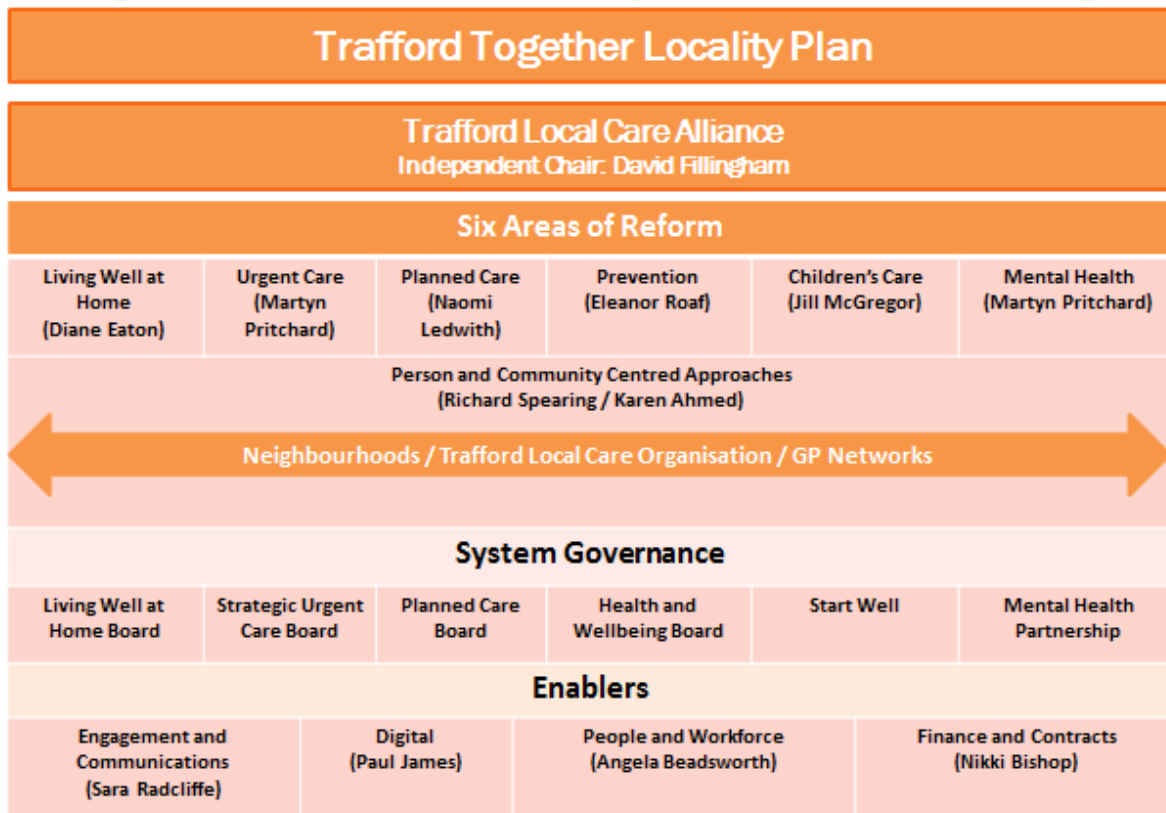 Trafford Together Locality Plan
Trafford Local Care Alliance
Independent Chair: David Fillingham
Six Areas of Reform
Living Well at
Home
(Diane Eaton)
Urgent Care
(Martyn
Pritchard)
Planned Care
(Naomi
Ledwith)
Prevention
(Eleanor Roaf)
Children's Care
(Jill McGregor)
Mental Health
(Martyn Pritchard)
Person and Community Centred Approaches
(Richard Spearing / Karen Ahmed)
Neighbourhoods / Trafford Local Care Organisation / GP Networks
System Governance
Living Well at
Home Board
Strategic Urgent
Care Board
Planned Care
Board
Health and
Wellbeing Board
Start Well
Mental Health
Partnership
Enablers
Engagement and
Communications
(Sara Radcliffe)
Digital
(Paul James)
People and Workforce
(Angela Beadsworth)
Finance and Contracts
(Nikki Bishop)